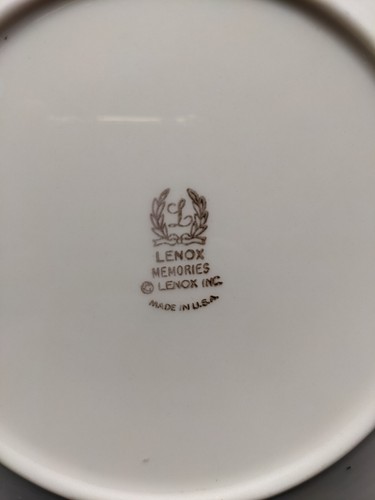 L
LENOX
MEMORIES
© LENOX INC.
MADE IN U.S.A.